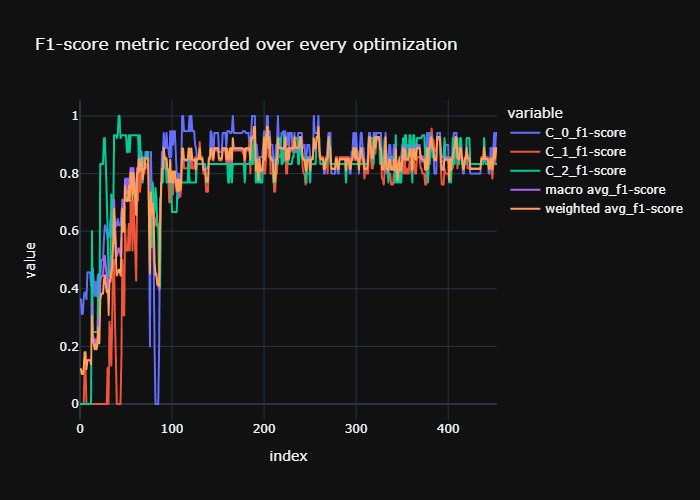 F1-score metric recorded over every optimization
variable
C_0_f1-score
C_1_f1-score
C_2_f1-score
macro avg_f1-score
weighted avg_f1-score
1
0.8
0.6
0.4
0.2
0
value
0 100 200 300 400
index